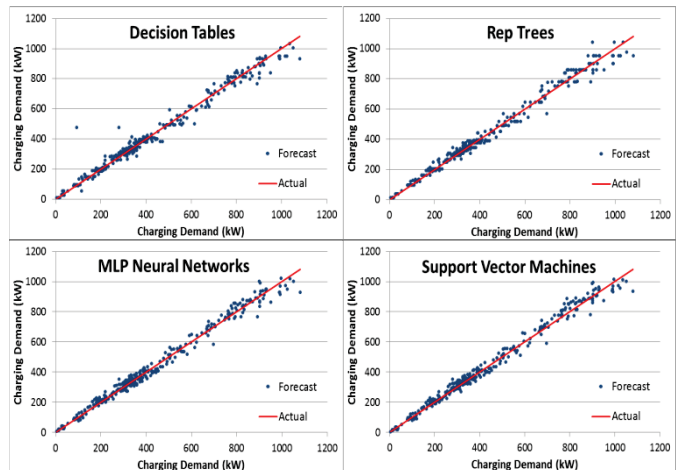 Decision Tables
Charging Demand (kW)
1200
1000
800
600
400
200
0
Forecast
Actual
0 200 400 600 800 1000 1200
Charging Demand (kW)
Rep Trees
Charging Demand (kW)
1200
1000
800
600
400
200
0
Forecast
Actual
0 200 400 600 800 1000 1200
Charging Demand (kW)
MLP Neural Networks
Charging Demand (kW)
1200
1000
800
600
400
200
0
Forecast
Actual
0 200 400 600 800 1000 1200
Charging Demand (kW)
Support Vector Machines
Charging Demand (kW)
1200
1000
800
600
400
200
0
Forecast
Actual
0 200 400 600 800 1000 1200
Charging Demand (kW)